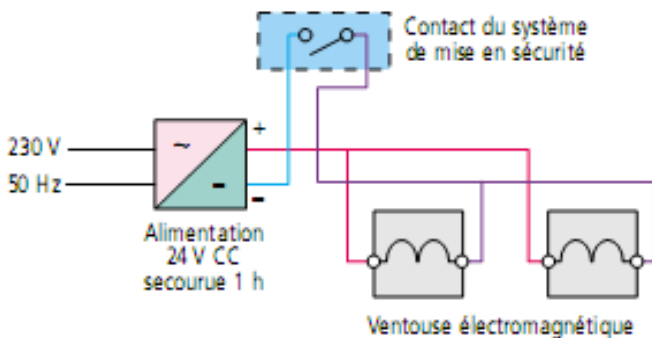 Contact du système
de mise en sécurité
230 V
50 Hz
~
+
-
-
Alimentation
24 V CC
secourue 1 h
Ventouse électromagnétique